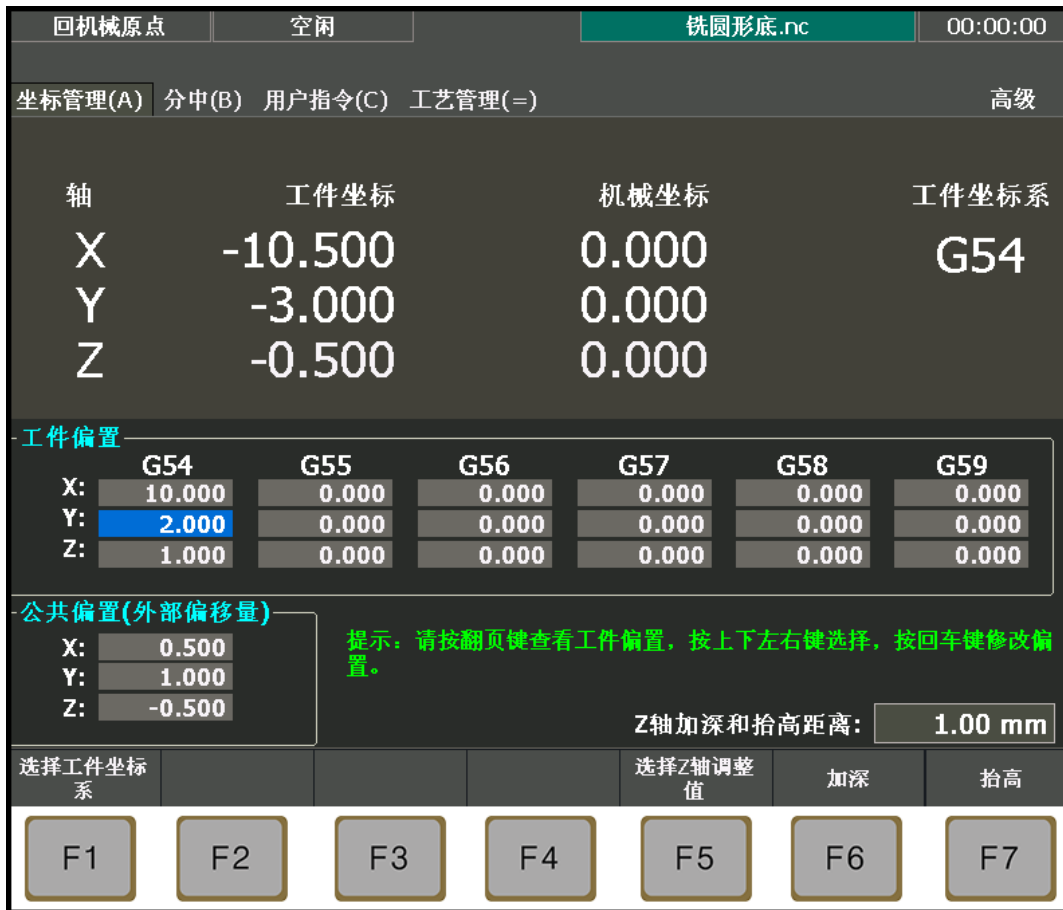 回机械原点 空闲 铣圆形底.nc 00:00:00
坐标管理(A) 分中(B) 用户指令(C) 工艺管理(=) 高级
轴 工件坐标 机械坐标 工件坐标系
X -10.500 0.000 G54
Y -3.000 0.000
Z -0.500 0.000
工件偏置
G54 G55 G56 G57 G58 G59
X: 10.000 0.000 0.000 0.000 0.000 0.000
Y: 2.000 0.000 0.000 0.000 0.000 0.000
Z: 1.000 0.000 0.000 0.000 0.000 0.000
公共偏置(外部偏移量)
X: 0.500
Y: 1.000
Z: -0.500
提示：请按翻页键查看工件偏置，按上下左右键选择，按回车键修改偏
置。
Z轴加深和抬高距离: 1.00 mm
选择工件坐标
系
选择Z轴调整
值
加深
抬高
F1 F2 F3 F4 F5 F6 F7